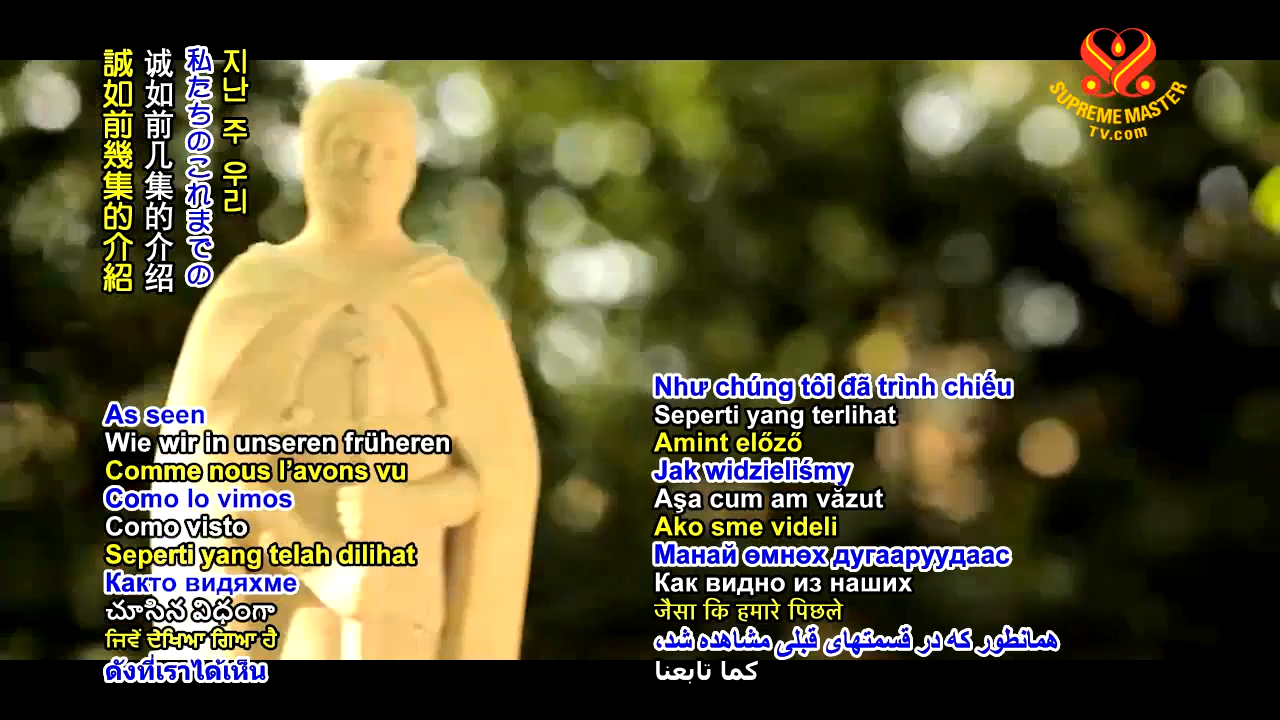 誠如前幾集的介紹
诚如前几集的介绍
私たちのこれまでの
지난 주 우리
SUPREME MASTER
TV.com
As seen
Wie wir in unseren früheren
Comme nous l'avons vu
Como lo vimos
Como visto
Seperti yang telah dilihat
Както видяхме
చూసిన విధంగా
ਜਿਵੇਂ ਦੇਖਿਆ ਗਿਆ ਹੈ
ดังที่เราได้เห็น
Như chúng tôi đã trình chiếu
Seperti yang terlihat
Amint előző
Jak widzieliśmy
Aşa cum am văzut
Ako sme videli
Манай өмнөх дугааруудаас
Как видно из наших
जैसा कि हमारे पिछले
همانطور که در قسمتهای قبلی مشاهده شد،
كما تابعنا